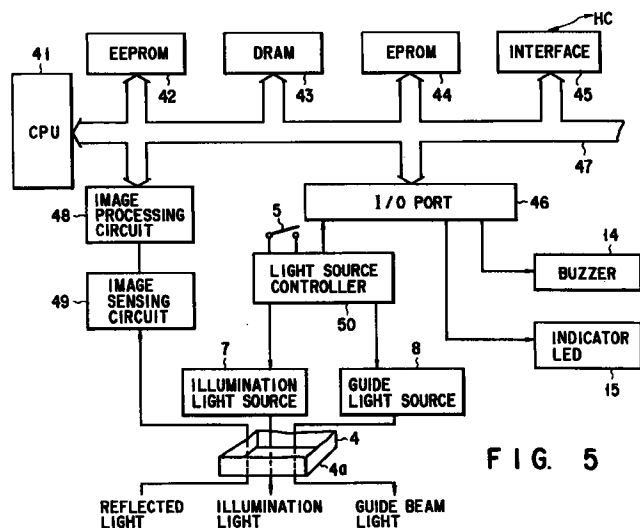 HC
41
EEPROM
DRAM
EPROM
INTERFACE
42
43
44
45
CPU
47
48
IMAGE
PROCESSING
CIRCUIT
5
I/O PORT
46
49
IMAGE
SENSING
CIRCUIT
LIGHT SOURCE
CONTROLLER
50
14
BUZZER
7
8
INDICATOR
LED
15
ILLUMINATION
LIGHT SOURCE
GUIDE
LIGHT SOURCE
4
4a
FIG. 5
REFLECTED
LIGHT
ILLUMINATION
LIGHT
GUIDE BEAM
LIGHT